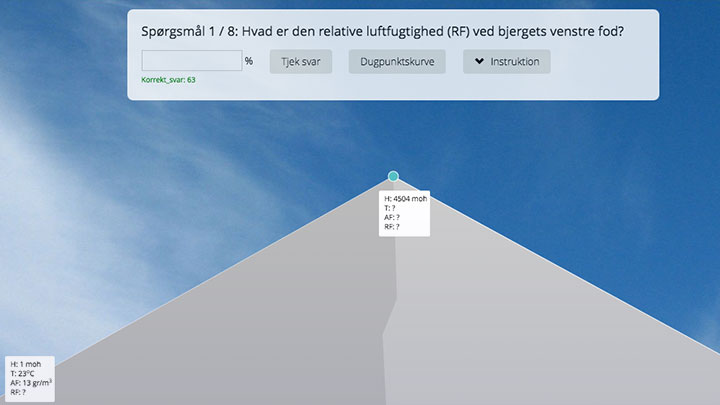 Spørgsmål 1 / 8: Hvad er den relative luftfugtighed (RF) ved bjergets venstre fod?
% Tjek svar Dugpunktskurve Instruktion
Korrekt_svar: 63
H: 4504 moh
T: ?
AF: ?
RF: ?
H: 1 moh
T: 23°C
AF: 13 gr/m³
RF: ?